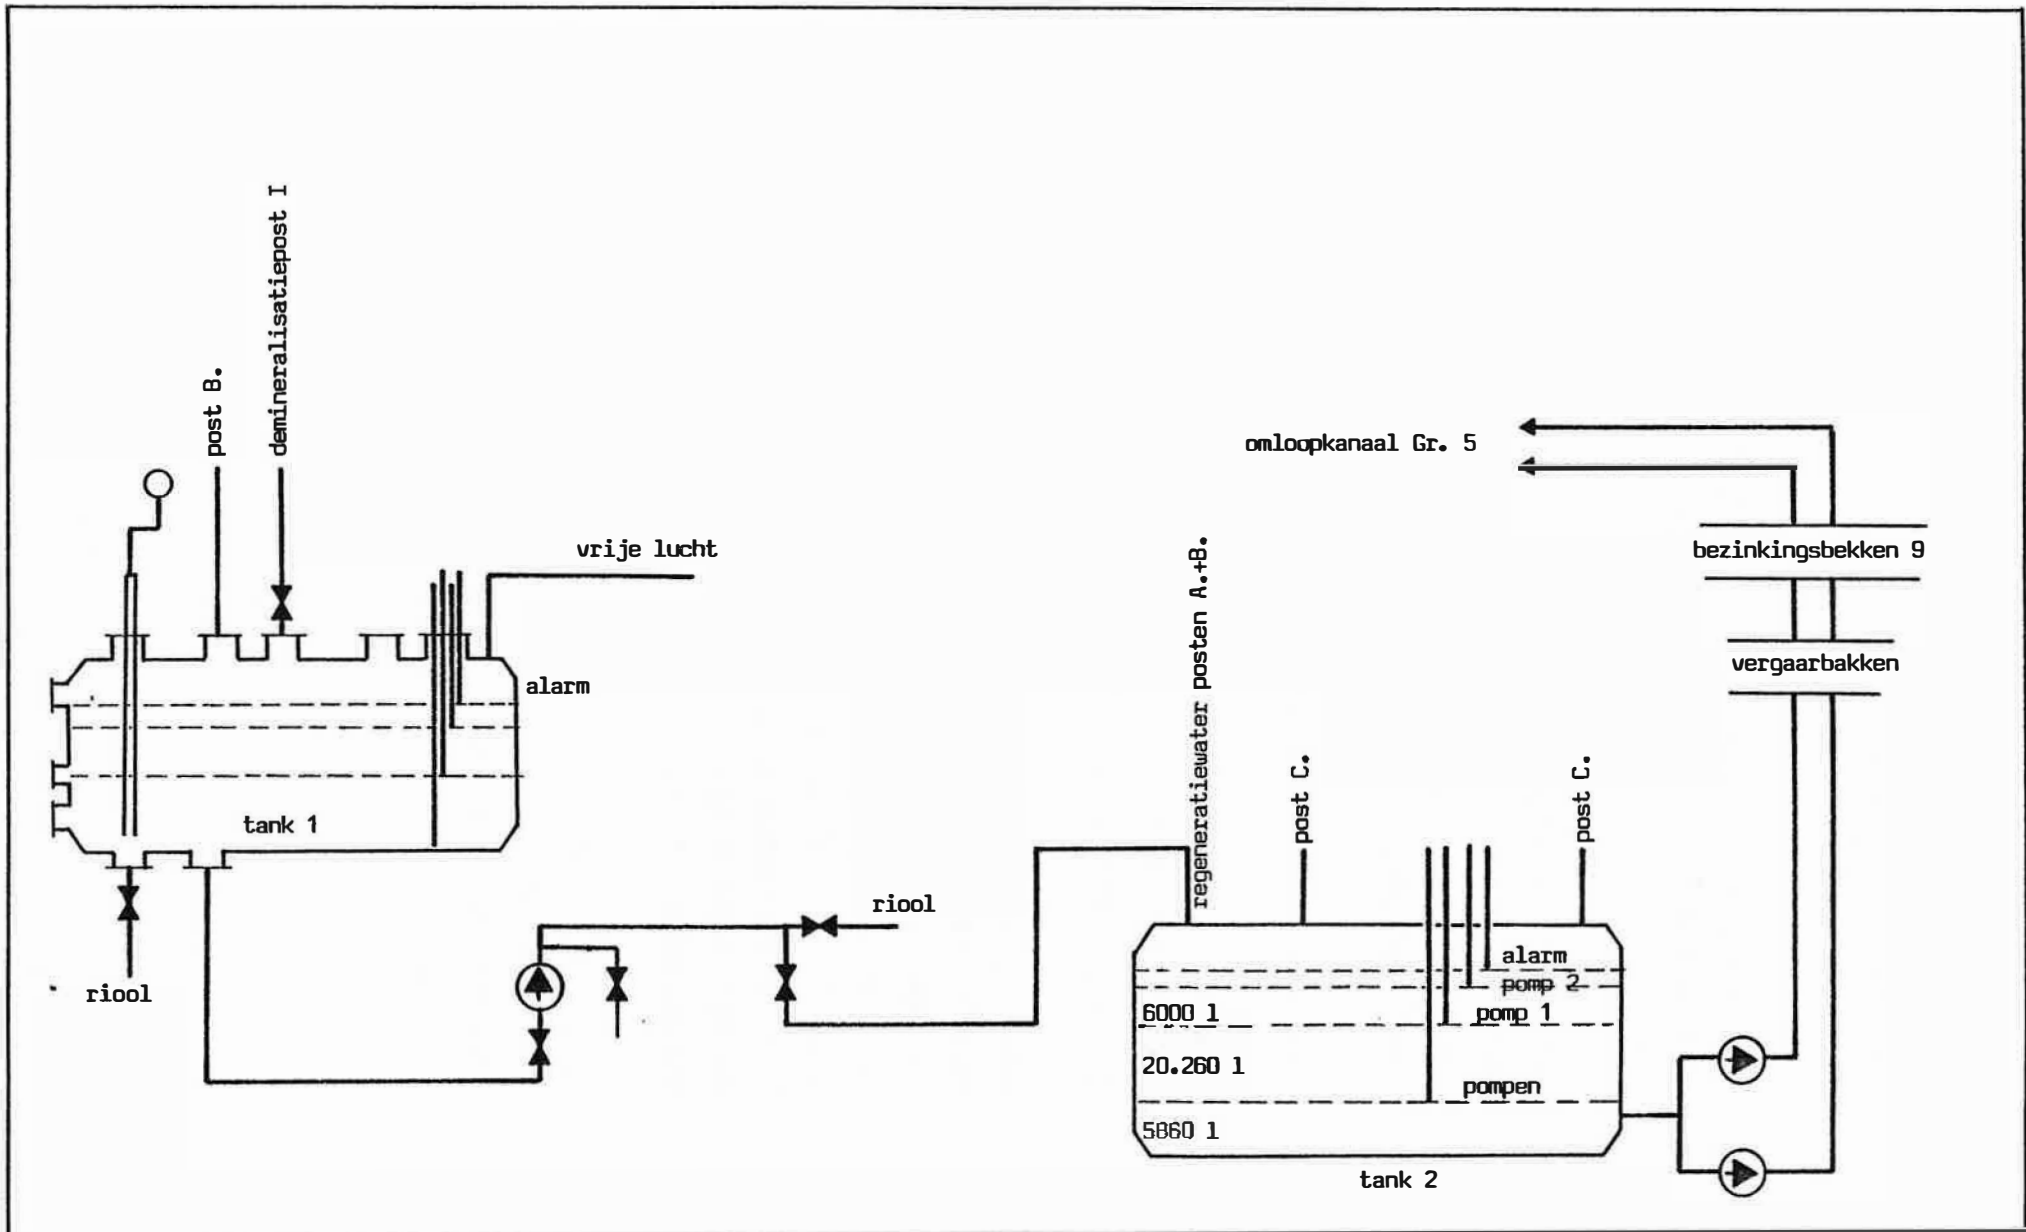 demineralisatiepost I
post B.
vrije lucht
alarm
tank 1
riool
riool
omloopkanaal Gr. 5
bezinkingsbekken 9
vergaarbakken
regeneratiewater posten A.+B.
post C.
post C.
alarm
pomp 2
6000 l
pomp 1
20.260 l
pompen
5860 l
tank 2